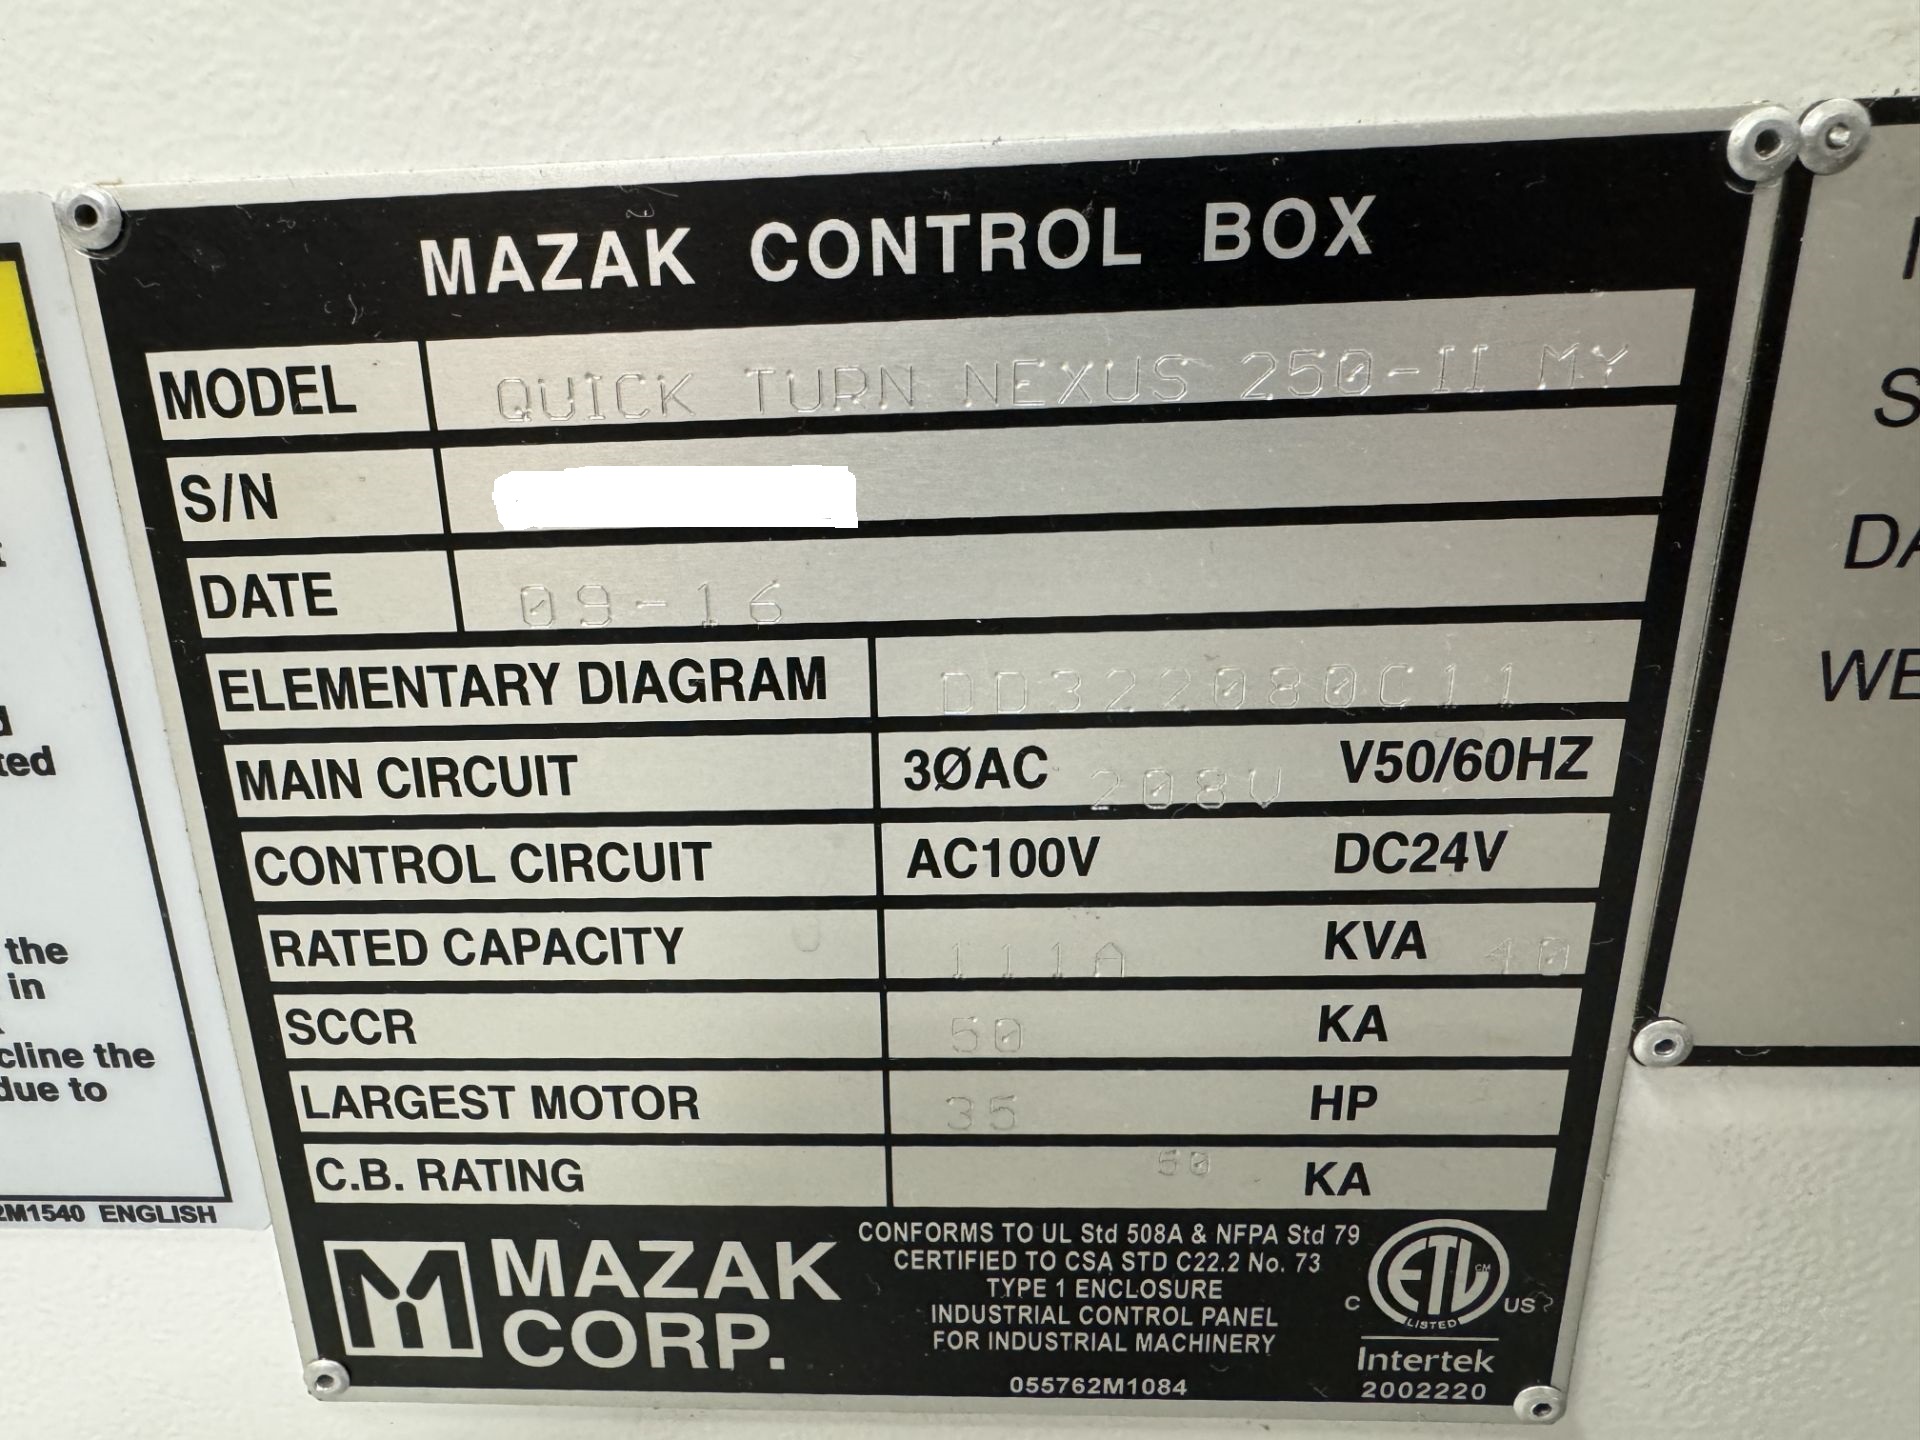 MAZAK CONTROL BOX
MODEL QUICK TURN NEXUS 250-II MY
S/N
DATE 09-16
ELEMENTARY DIAGRAM DD322080C11
MAIN CIRCUIT 3ØAC 208V V50/60HZ
CONTROL CIRCUIT AC100V DC24V
RATED CAPACITY 111A KVA 40
SCCR 50 KA
LARGEST MOTOR 35 HP
C.B. RATING 50 KA
MAZAK CORP.
CONFORMS TO UL Std 508A & NFPA Std 79
CERTIFIED TO CSA STD C22.2 No. 73
TYPE 1 ENCLOSURE
INDUSTRIAL CONTROL PANEL
FOR INDUSTRIAL MACHINERY
055762M1084
C ETL CM US
LISTED
Intertek
2002220
the
in
cline the
due to
2M1540 ENGLISH
S
DA
WE